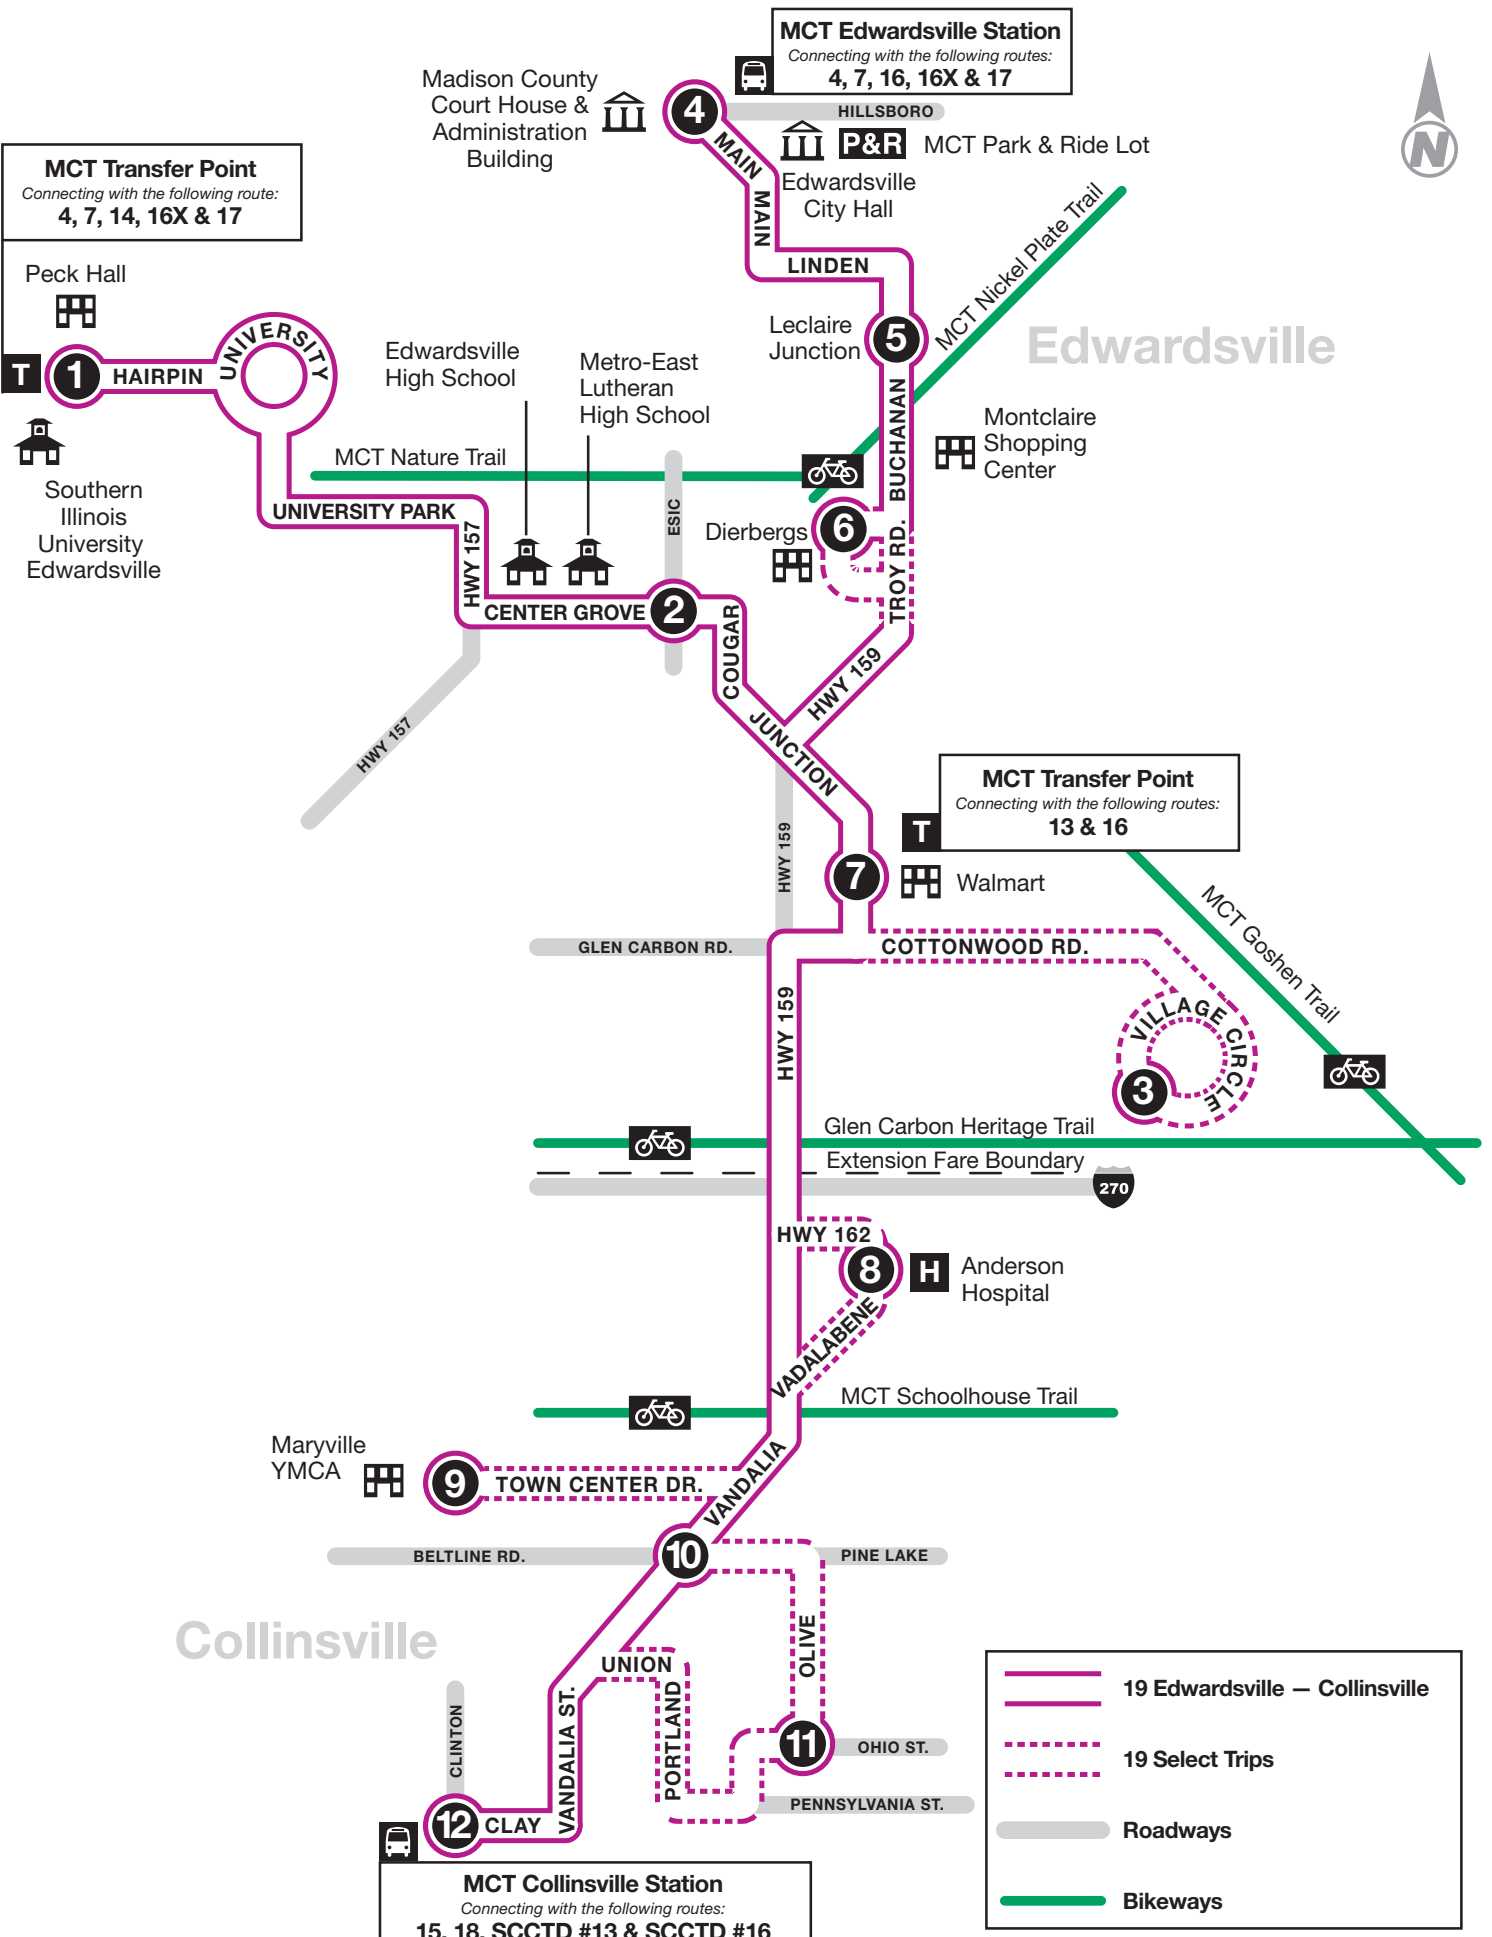 MCT Edwardsville Station
Connecting with the following routes:
4, 7, 16, 16X & 17
Madison County
Court House &
Administration
Building
4
HILLSBORO
P&R
MCT Park & Ride Lot
Edwardsville
City Hall
N
MAIN
MAIN
LINDEN
MCT Transfer Point
Connecting with the following route:
4, 7, 14, 16X & 17
Peck Hall
T
1
HAIRPIN
UNIVERSITY
Southern
Illinois
University
Edwardsville
Leclaire
Junction
5
MCT Nickel Plate Trail
Edwardsville
Edwardsville
High School
Metro-East
Lutheran
High School
BUCHANAN
Montclaire
Shopping
Center
MCT Nature Trail
UNIVERSITY PARK
HWY 157
ESIC
Dierbergs
6
TROY RD.
CENTER GROVE
2
COUGAR
HWY 159
HWY 157
JUNCTION
MCT Transfer Point
Connecting with the following routes:
13 & 16
T
HWY 159
7
Walmart
MCT Goshen Trail
GLEN CARBON RD.
COTTONWOOD RD.
HWY 159
VILLAGE CIRCLE
3
Glen Carbon Heritage Trail
Extension Fare Boundary
270
HWY 162
8
H
Anderson
Hospital
VADALABENE
MCT Schoolhouse Trail
Maryville
YMCA
9
TOWN CENTER DR.
VANDALIA
BELTLINE RD.
10
PINE LAKE
Collinsville
OLIVE
UNION
PORTLAND
VANDALIA ST.
CLINTON
11
OHIO ST.
PENNSYLVANIA ST.
12
CLAY
MCT Collinsville Station
Connecting with the following routes:
15, 18, SCCTD #13 & SCCTD #16
19 Edwardsville — Collinsville
19 Select Trips
Roadways
Bikeways